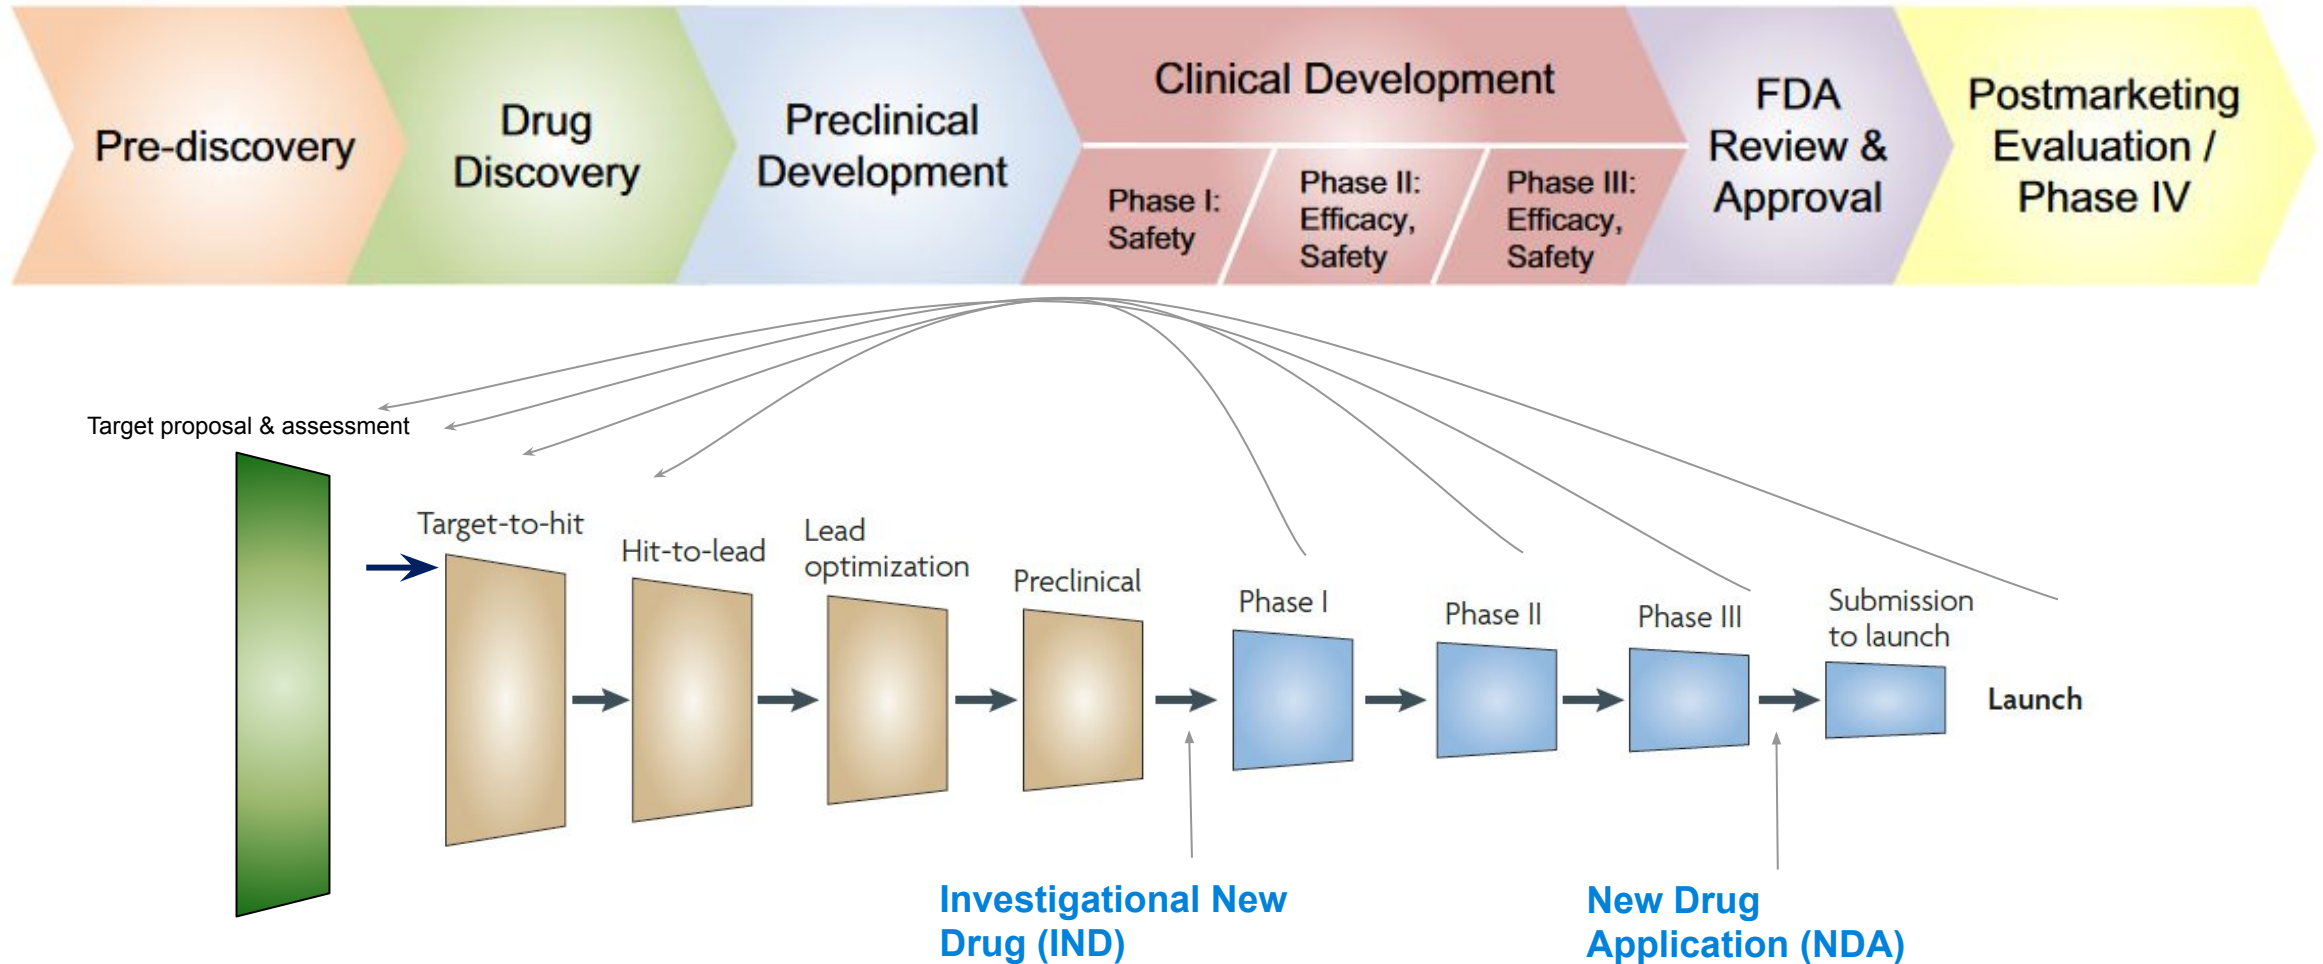 Pre-discovery
Drug
Discovery
Preclinical
Development
Clinical Development
Phase I:
Safety
Phase II:
Efficacy,
Safety
Phase III:
Efficacy,
Safety
FDA
Review &
Approval
Postmarketing
Evaluation /
Phase IV
Target proposal & assessment
Target-to-hit
Hit-to-lead
Lead
optimization
Preclinical
Phase I
Phase II
Phase III
Submission
to launch
Launch
Investigational New
Drug (IND)
New Drug
Application (NDA)